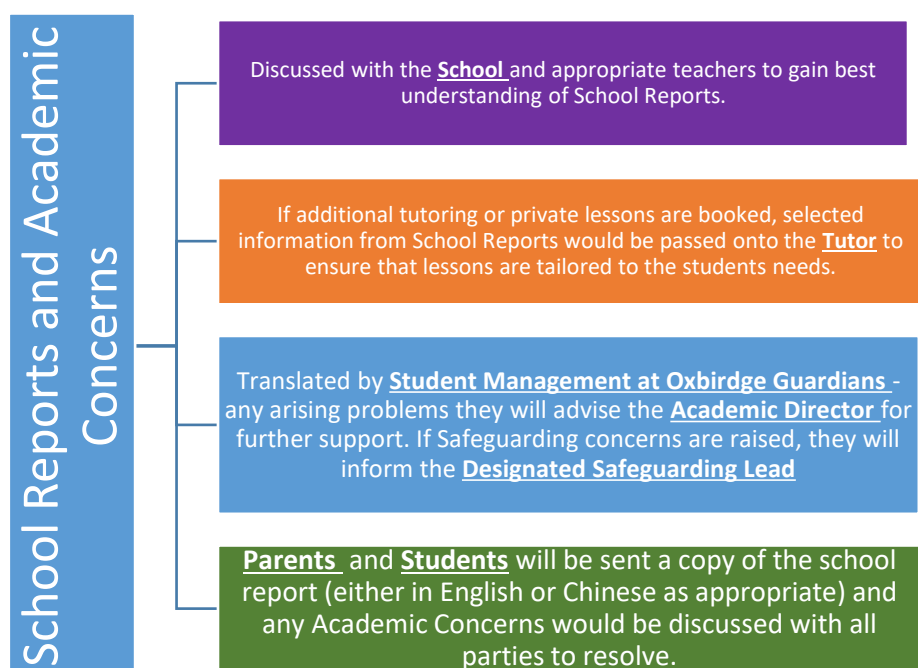 School Reports and Academic
Concerns
Discussed with the School and appropriate teachers to gain best
understanding of School Reports.
If additional tutoring or private lessons are booked, selected
information from School Reports would be passed onto the Tutor to
ensure that lessons are tailored to the students needs.
Translated by Student Management at Oxbirdge Guardians -
any arising problems they will advise the Academic Director for
further support. If Safeguarding concerns are raised, they will
inform the Designated Safeguarding Lead
Parents and Students will be sent a copy of the school
report (either in English or Chinese as appropriate) and
any Academic Concerns would be discussed with all
parties to resolve.